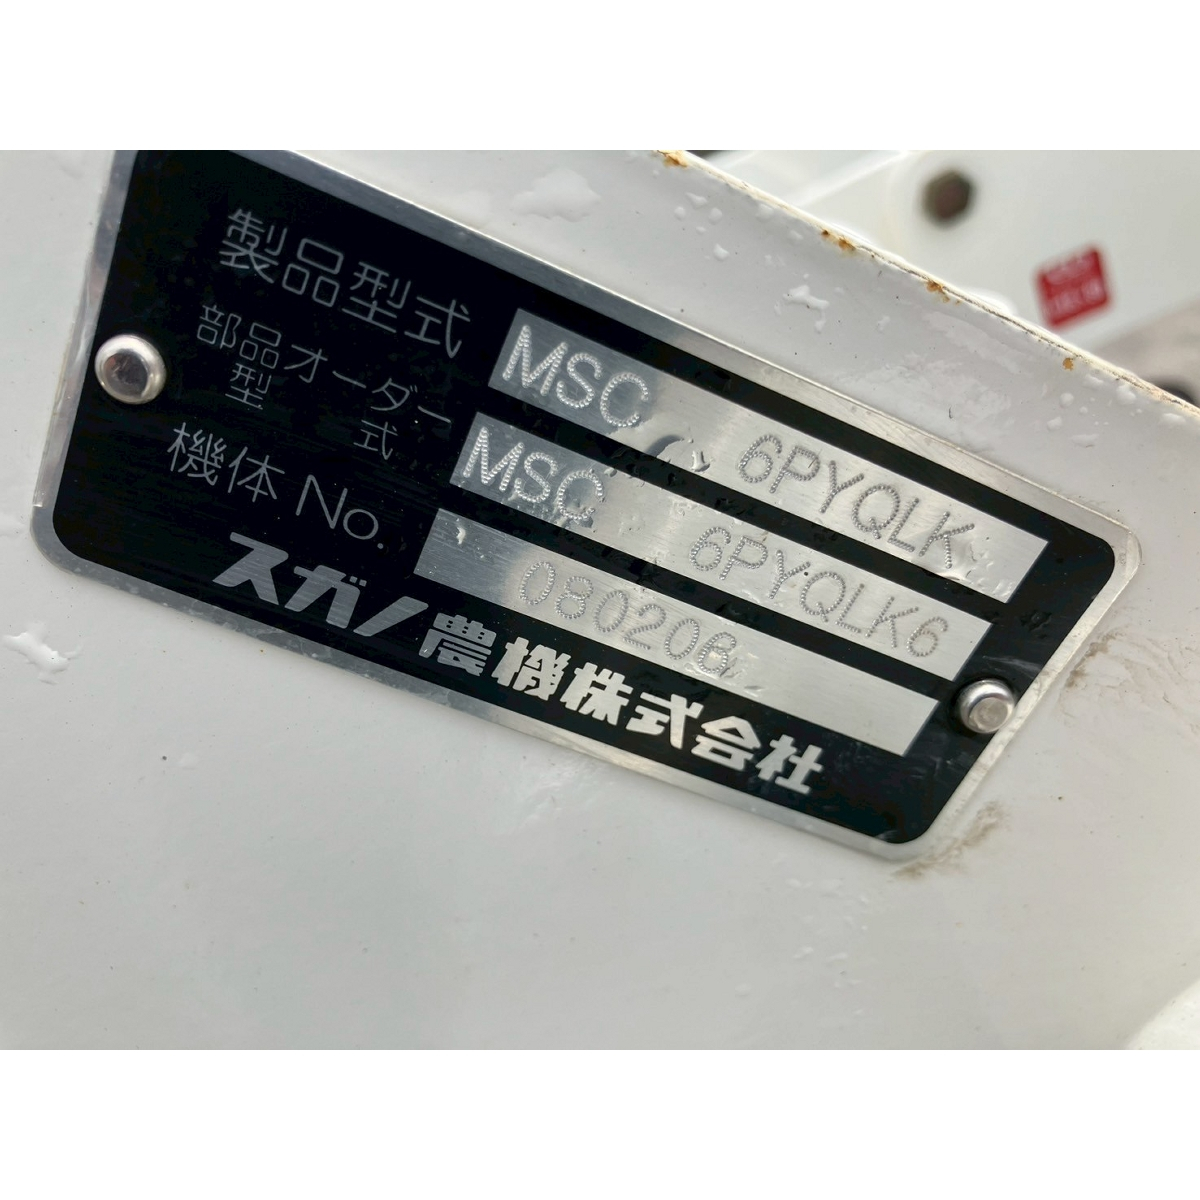 製品型式 MSC 6PYQLK
部品オーダー型式 MSC 6PYQLK6
機体 No. 080206
スガノ農機株式会社